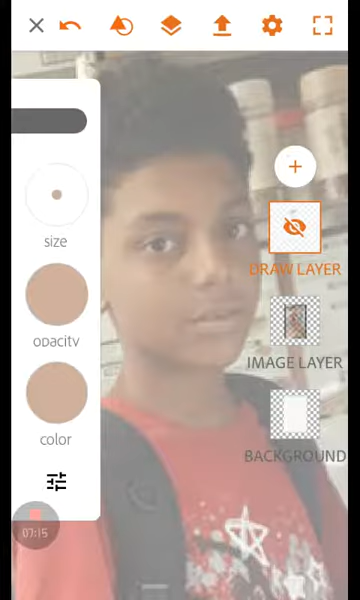 DRAW LAYER
size
opacity
IMAGE LAYER
color
BACKGROUND
07:15